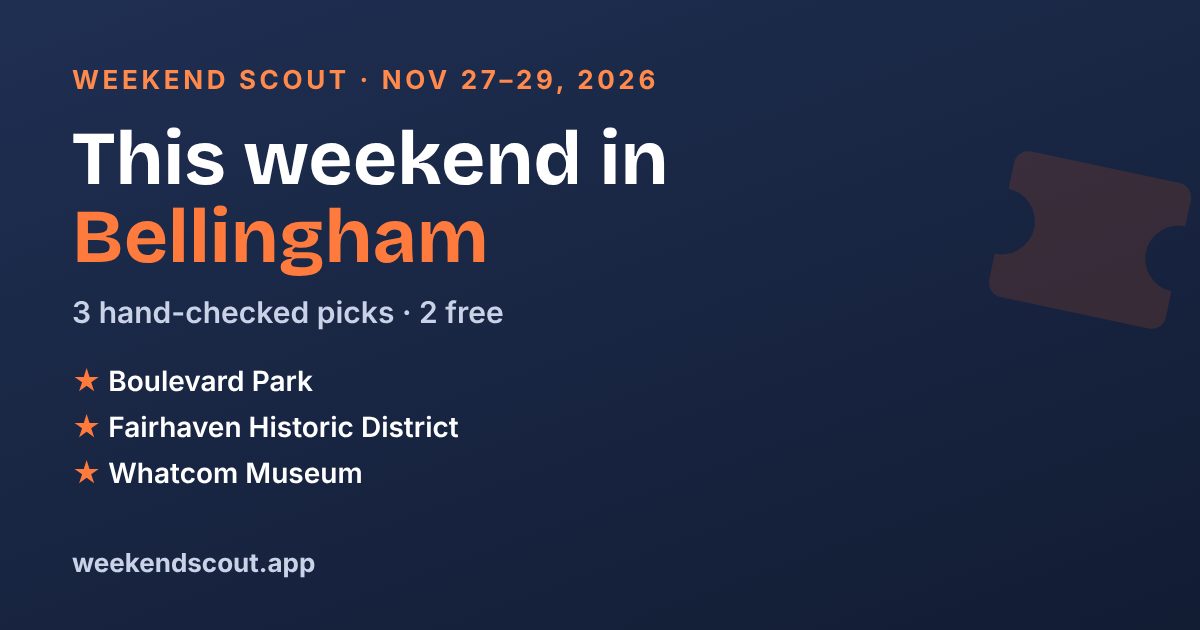 WEEKEND SCOUT · NOV 27–29, 2026
This weekend in
Bellingham
3 hand-checked picks · 2 free
★ Boulevard Park
★ Fairhaven Historic District
★ Whatcom Museum
weekendscout.app